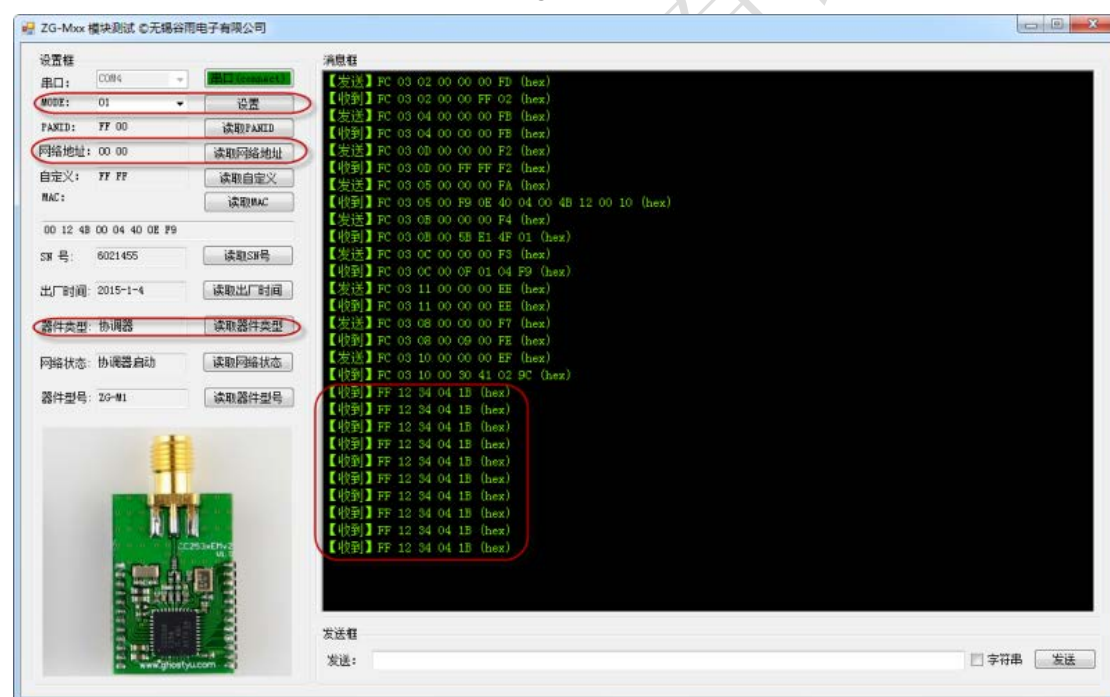 ZG-Mxx 模块测试 ©无锡谷雨电子有限公司
设置框
串口: COM4 串口(connect)
MODE: 01 设置
PANID: FF 00 读取PANID
网络地址: 00 00 读取网络地址
自定义: FF FF 读取自定义
MAC: 读取MAC
00 12 4B 00 04 40 0E F9
SN 号: 6021455 读取SN号
出厂时间: 2015-1-4 读取出厂时间
器件类型: 协调器 读取器件类型
网络状态: 协调器启动 读取网络状态
器件型号: ZG-M1 读取器件型号
CC253xEMv2
V1.0
www.ghostyu.com
消息框
【发送】FC 03 02 00 00 00 FD (hex)
【收到】FC 03 02 00 00 FF 02 (hex)
【发送】FC 03 04 00 00 00 FB (hex)
【收到】FC 03 04 00 00 00 FB (hex)
【发送】FC 03 0D 00 00 00 F2 (hex)
【收到】FC 03 0D 00 FF FF F2 (hex)
【发送】FC 03 05 00 00 00 FA (hex)
【收到】FC 03 05 00 F9 0E 40 04 00 4B 12 00 10 (hex)
【发送】FC 03 0B 00 00 00 F4 (hex)
【收到】FC 03 0B 00 5B E1 4F 01 (hex)
【发送】FC 03 0C 00 00 00 F3 (hex)
【收到】FC 03 0C 00 0F 01 04 F9 (hex)
【发送】FC 03 11 00 00 00 EE (hex)
【收到】FC 03 11 00 00 00 EE (hex)
【发送】FC 03 08 00 00 00 F7 (hex)
【收到】FC 03 08 00 09 00 FE (hex)
【发送】FC 03 10 00 00 00 EF (hex)
【收到】FC 03 10 00 30 41 02 9C (hex)
【收到】FF 12 34 04 1B (hex)
【收到】FF 12 34 04 1B (hex)
【收到】FF 12 34 04 1B (hex)
【收到】FF 12 34 04 1B (hex)
【收到】FF 12 34 04 1B (hex)
【收到】FF 12 34 04 1B (hex)
【收到】FF 12 34 04 1B (hex)
【收到】FF 12 34 04 1B (hex)
【收到】FF 12 34 04 1B (hex)
【收到】FF 12 34 04 1B (hex)
发送框
发送: 字符串 发送